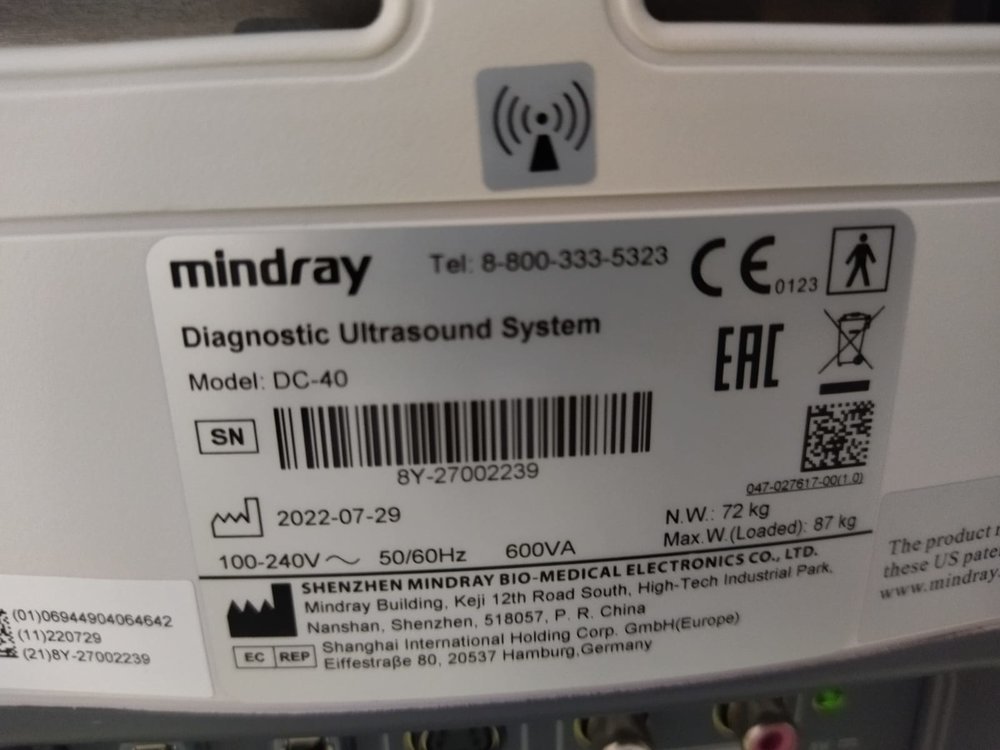 mindray
Tel: 8-800-333-5323
CE 0123
Diagnostic Ultrasound System
EAC
Model: DC-40
SN
8Y-27002239
047-027617-00(1.0)
2022-07-29
N.W.: 72 kg
Max.W.(Loaded): 87 kg
100-240V~ 50/60Hz 600VA
SHENZHEN MINDRAY BIO-MEDICAL ELECTRONICS CO., LTD.
Mindray Building, Keji 12th Road South, High-Tech Industrial Park,
Nanshan, Shenzhen, 518057, P. R. China
EC REP
Shanghai International Holding Corp. GmbH(Europe)
Eiffestraße 80, 20537 Hamburg,Germany
(01)06944904064642
(11)220729
(21)8Y-27002239
The product
these US
www.mindray.